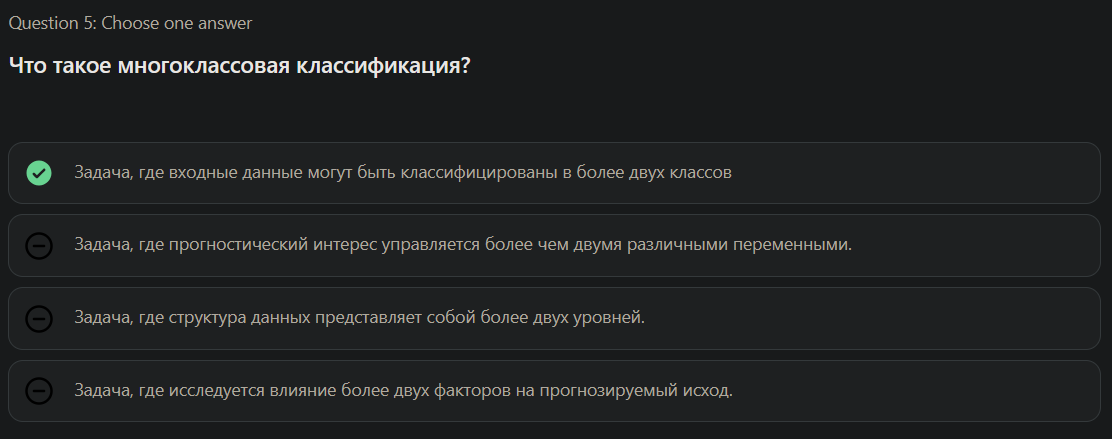 Question 5: Choose one answer
Что такое многоклассовая классификация?
Задача, где входные данные могут быть классифицированы в более двух классов
Задача, где прогностический интерес управляется более чем двумя различными переменными.
Задача, где структура данных представляет собой более двух уровней.
Задача, где исследуется влияние более двух факторов на прогнозируемый исход.